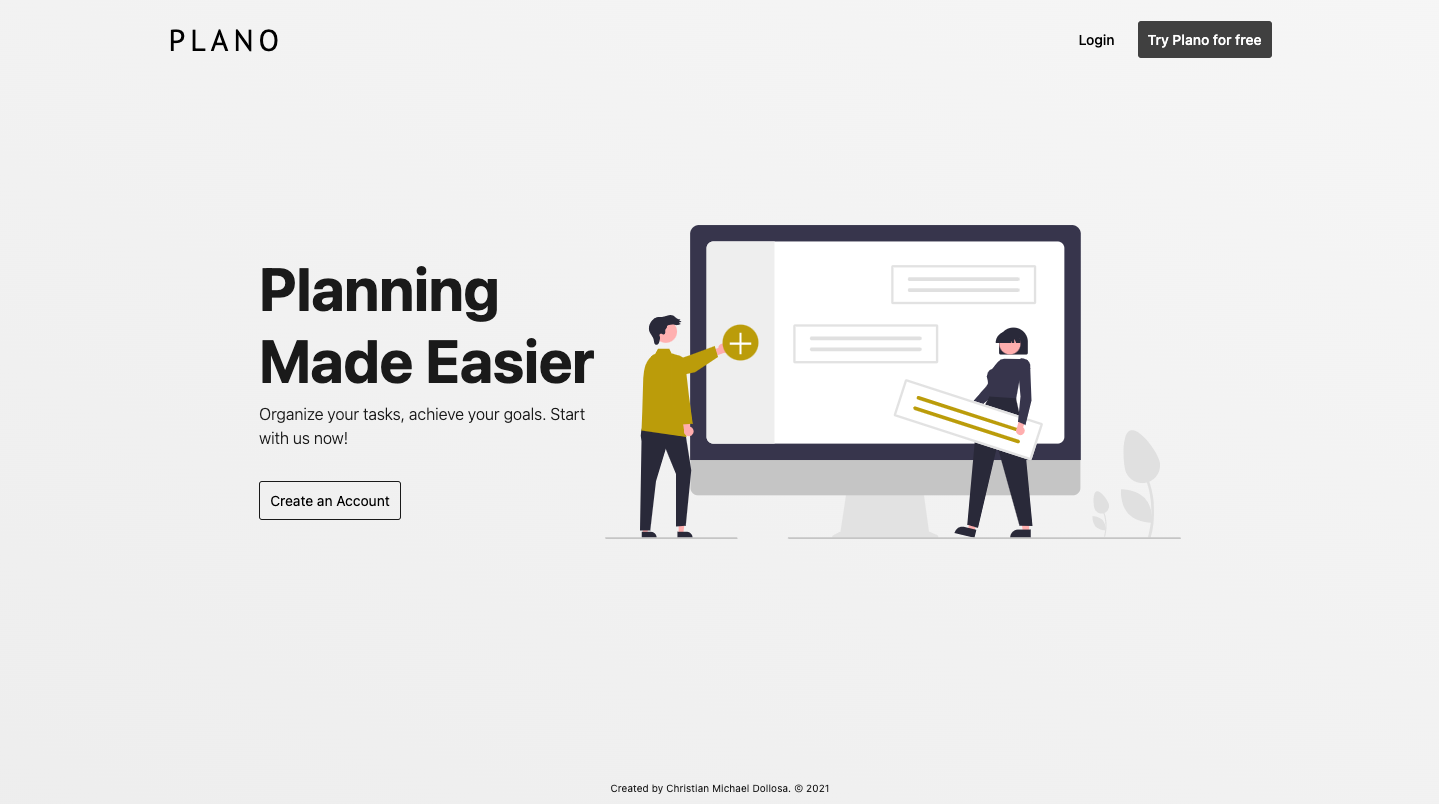 PLANO
Login
Try Plano for free
Planning
Made Easier
Organize your tasks, achieve your goals. Start
with us now!
Create an Account
Created by Christian Michael Dollosa. © 2021